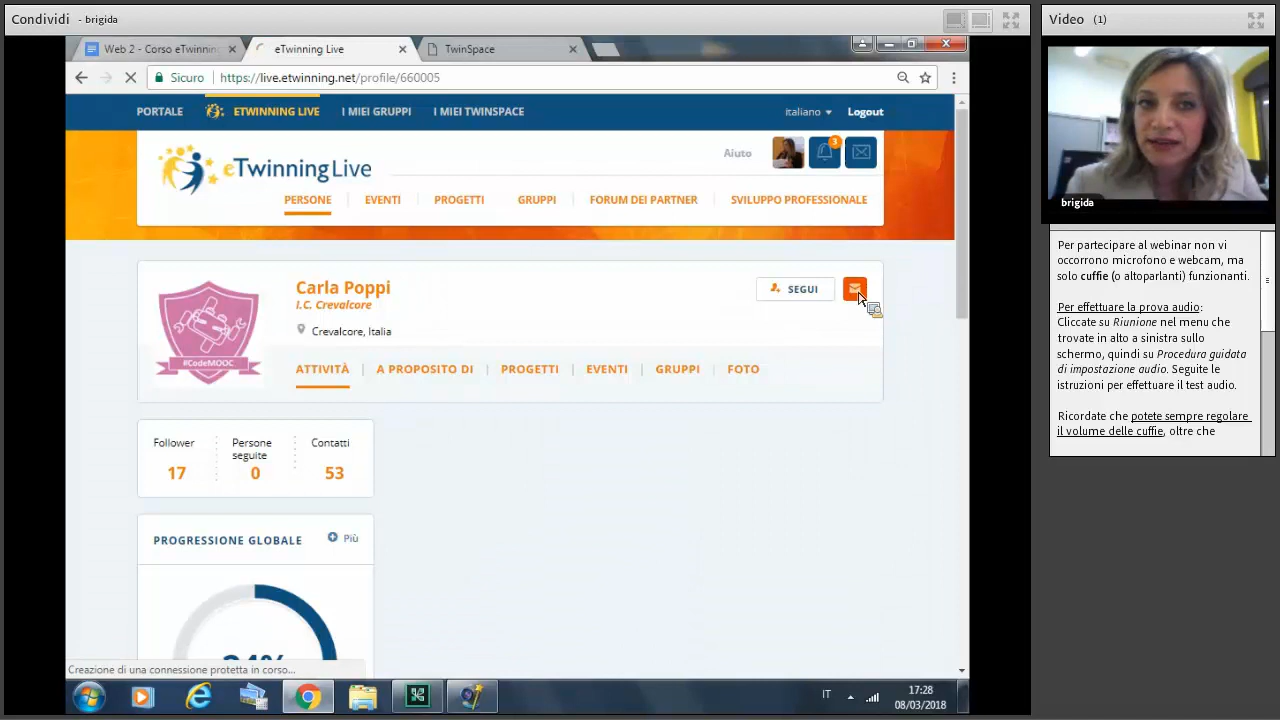 Condividi - brigida
Video (1)
Web 2 - Corso eTwinning
eTwinning Live
TwinSpace
Sicuro
https://live.etwinning.net/profile/660005
PORTALE
ETWINNING LIVE
I MIEI GRUPPI
I MIEI TWINSPACE
italiano
Logout
eTwinning Live
Aiuto
3
PERSONE
EVENTI
PROGETTI
GRUPPI
FORUM DEI PARTNER
SVILUPPO PROFESSIONALE
Carla Poppi
I.C. Crevalcore
Crevalcore, Italia
SEGUI
#CodeMOOC
ATTIVITÀ
A PROPOSITO DI
PROGETTI
EVENTI
GRUPPI
FOTO
Follower
Persone seguite
Contatti
17
0
53
PROGRESSIONE GLOBALE
Più
Creazione di una connessione protetta in corso...
IT
17:28
08/03/2018
brigida
Per partecipare al webinar non vi
occorrono microfono e webcam, ma
solo cuffie (o altoparlanti) funzionanti.
Per effettuare la prova audio:
Cliccate su Riunione nel menu che
trovate in alto a sinistra sullo
schermo, quindi su Procedura guidata
di impostazione audio. Seguite le
istruzioni per effettuare il test audio.
Ricordate che potete sempre regolare
il volume delle cuffie, oltre che